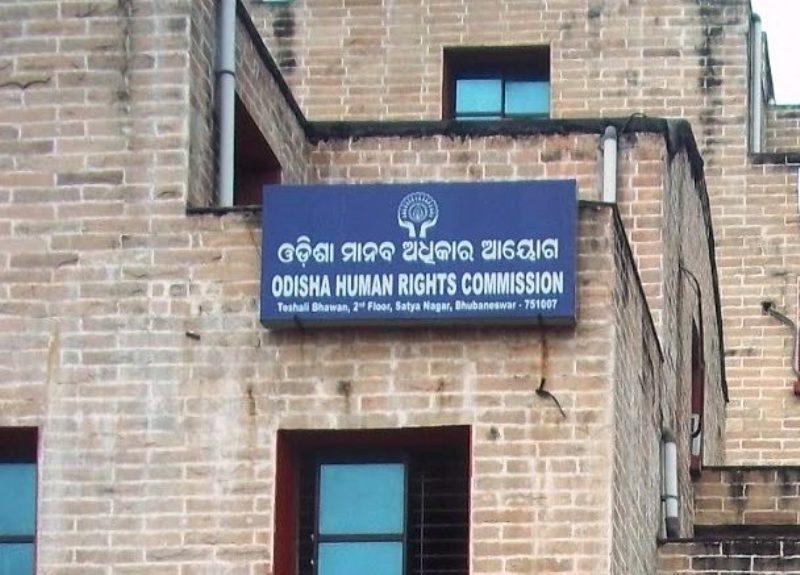 ଓଡ଼ିଶା ମାନବ ଅଧିକାର ଆୟୋଗ
ODISHA HUMAN RIGHTS COMMISSION
Toshali Bhawan, 2nd Floor, Satya Nagar, Bhubaneswar - 751007